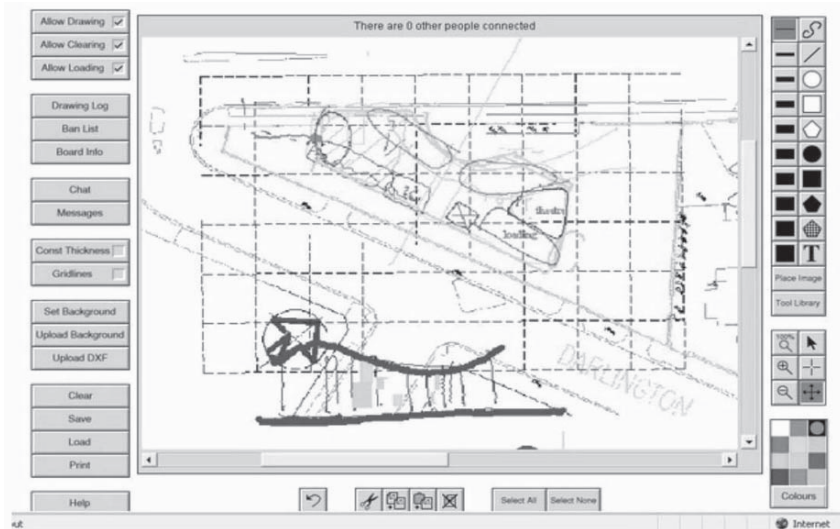 There are 0 other people connected
Allow Drawing
Allow Clearing
Allow Loading
Drawing Log
Ban List
Board Info
Chat
Messages
Const Thickness
Gridlines
Set Background
Upload Background
Upload DXF
Clear
Save
Load
Print
Help
loading
DARLINGTON
T
Place Image
Tool Library
100%
Colours
Select All
Select None
Internet